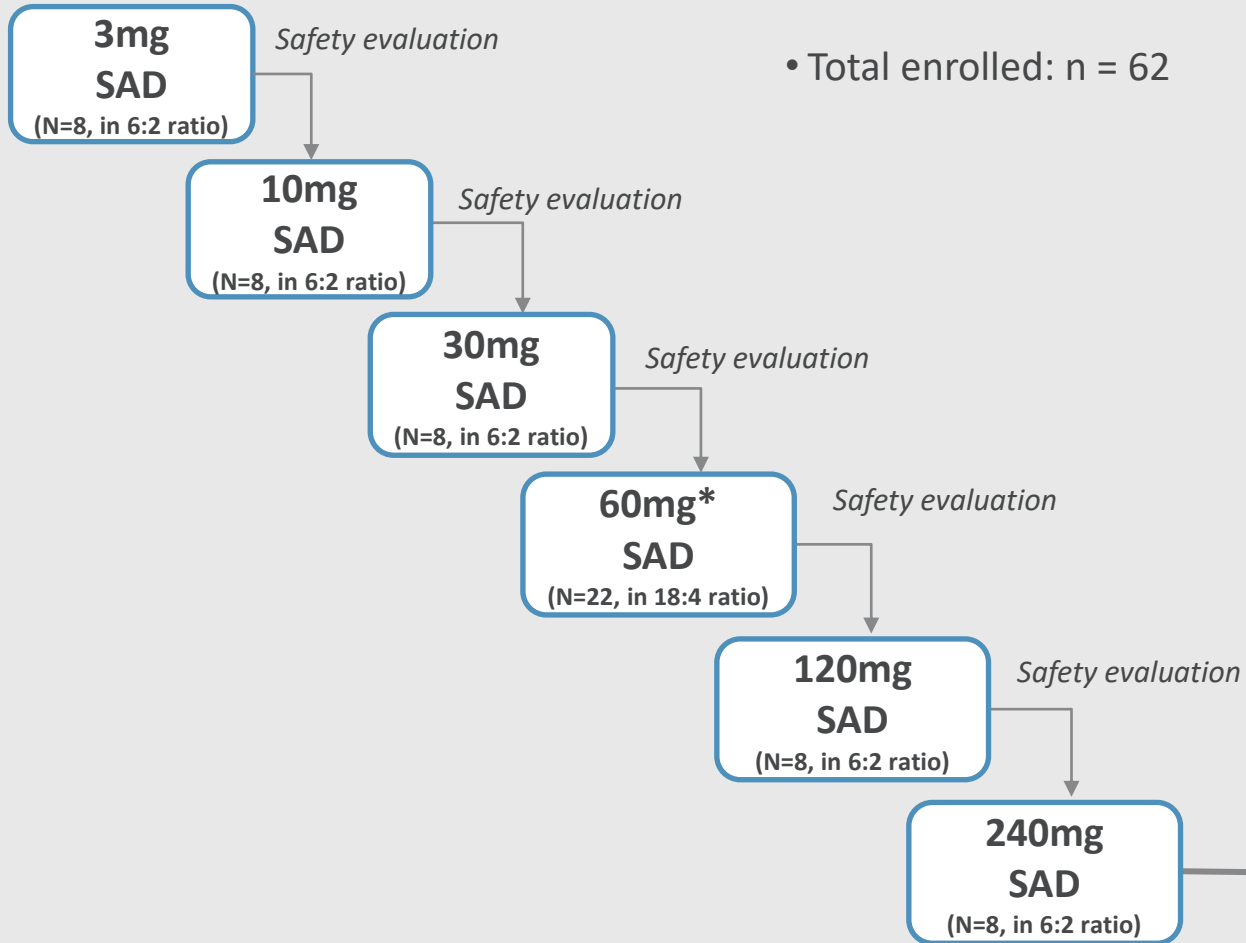 3mg
SAD
(N=8, in 6:2 ratio)
Safety evaluation
• Total enrolled: n = 62
10mg
SAD
(N=8, in 6:2 ratio)
Safety evaluation
30mg
SAD
(N=8, in 6:2 ratio)
Safety evaluation
60mg*
SAD
(N=22, in 18:4 ratio)
Safety evaluation
120mg
SAD
(N=8, in 6:2 ratio)
Safety evaluation
240mg
SAD
(N=8, in 6:2 ratio)